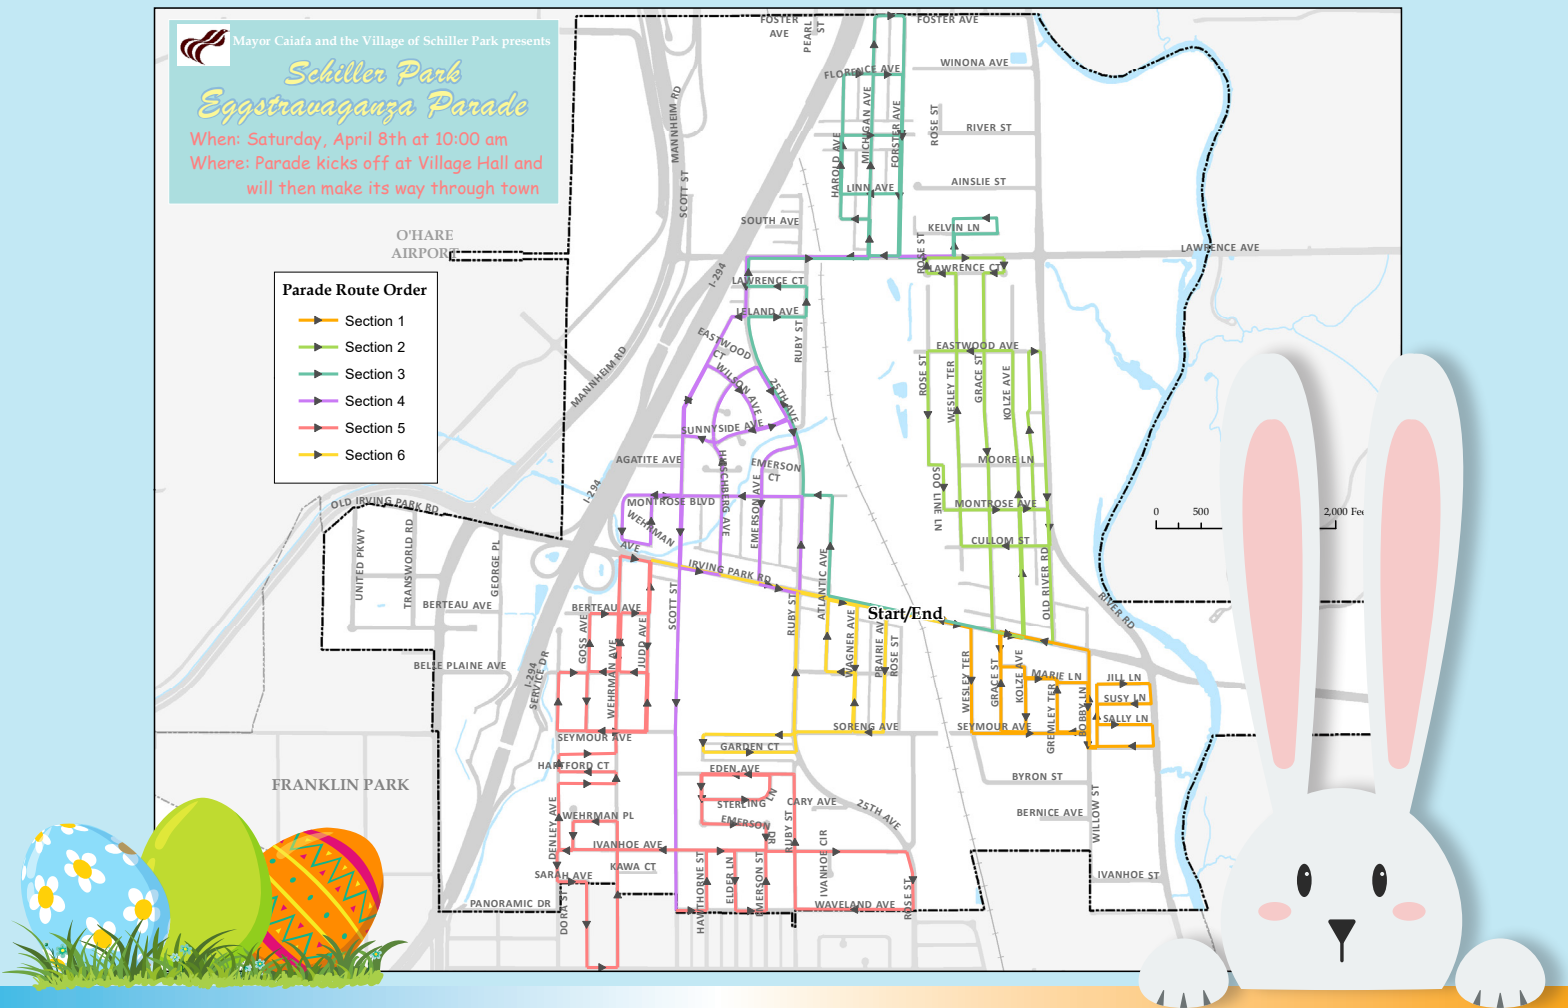 Mayor Caiafa and the Village of Schiller Park presents
Schiller Park
Eggstravaganza Parade
When: Saturday, April 8th at 10:00 am
Where: Parade kicks off at Village Hall and
will then make its way through town
O'HARE
AIRPORT
Parade Route Order
Section 1
Section 2
Section 3
Section 4
Section 5
Section 6
FOSTER
AVE
PEARL
ST
FOSTER AVE
FLORENCE AVE
WINONA AVE
MANNHEIM RD
SCOTT ST
HAROLD AVE
MICHIGAN AVE
FORSTER AVE
ROSE ST
RIVER ST
LINN AVE
AINSLIE ST
SOUTH AVE
KELVIN LN
ROSE ST
LAWRENCE AVE
I-294
LAWRENCE CT
LAWRENCE CT
LELAND AVE
EASTWOOD
CT
RUBY ST
EASTWOOD AVE
MANNHEIM RD
WILSON AVE
25TH AVE
ROSE ST
WESLEY TER
GRACE ST
KOLZE AVE
SUNNYSIDE AVE
AGATITE AVE
HIRSCHBERG AVE
EMERSON
CT
MOORE LN
I-294
OLD IRVING PARK RD
MONTROSE BLVD
WEHRMAN
AVE
EMERSON AVE
SOO LINE LN
MONTROSE AVE
0
500
2,000 Fee
CULLOM ST
UNITED PKWY
TRANSWORLD RD
GEORGE PL
IRVING PARK RD
ATLANTIC AVE
OLD RIVER RD
BERTEAU AVE
BERTEAU AVE
SCOTT ST
RUBY ST
Start/End
RIVER RD
GOSS AVE
WEHRMAN AVE
JUDD AVE
WAGNER AVE
PRAIRIE AVE
ROSE ST
BELLE PLAINE AVE
I-294
SERVICE DR
WESLEY TER
GRACE ST
KOLZE AVE
MARIE LN
GREMLEY TER
BOBBY LN
JILL LN
SUSY LN
SALLY LN
SEYMOUR AVE
SORENG AVE
SEYMOUR AVE
GARDEN CT
HARTFORD CT
EDEN AVE
BYRON ST
FRANKLIN PARK
STERLING
LN
CARY AVE
25TH AVE
BERNICE AVE
WILLOW ST
DENLEY AVE
WEHRMAN PL
EMERSON
DR
RUBY ST
IVANHOE AVE
IVANHOE CIR
KAWA CT
SARAH AVE
IVANHOE ST
HAWTHORNE ST
ELDER LN
EMERSON ST
ROSE ST
PANORAMIC DR
DORA ST
WAVELAND AVE